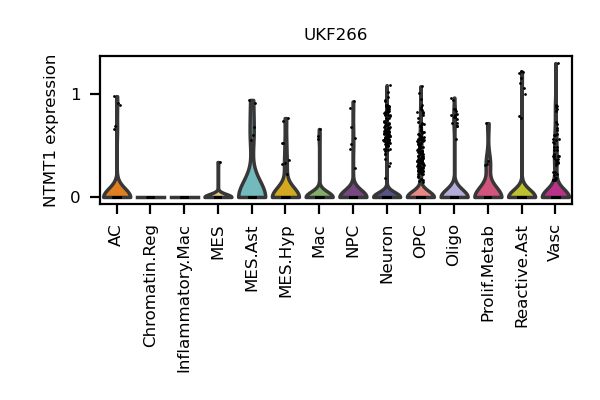 UKF266
NTMT1 expression
1
0
AC
Chromatin.Reg
Inflammatory.Mac
MES
MES.Ast
MES.Hyp
Mac
NPC
Neuron
OPC
Oligo
Prolif.Metab
Reactive.Ast
Vasc